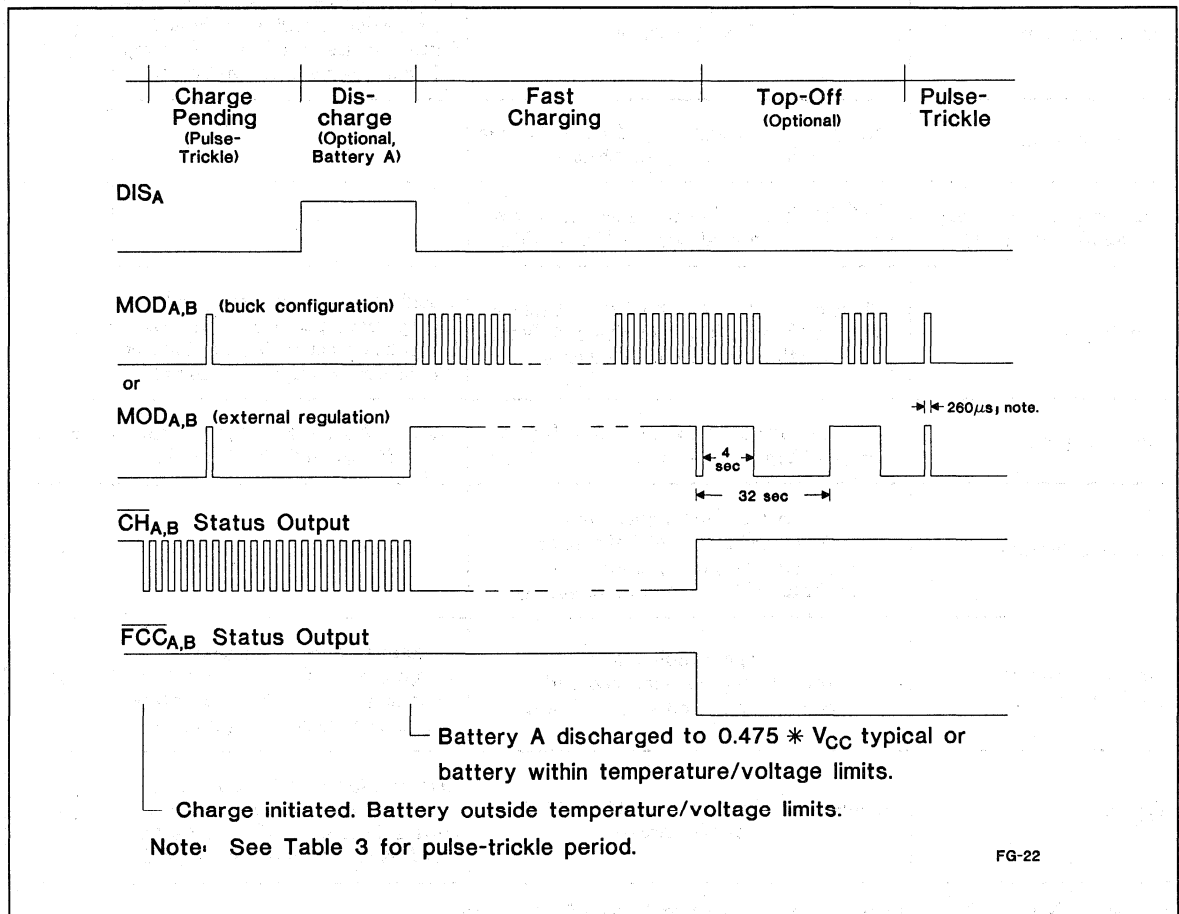 Charge Pending (Pulse-Trickle)
Dis-charge (Optional, Battery A)
Fast Charging
Top-Off (Optional)
Pulse-Trickle
DISA
MODA,B (buck configuration)
or
MODA,B (external regulation)
260µs, note.
4 sec
32 sec
CHA,B Status Output
FCCA,B Status Output
Battery A discharged to 0.475 * VCC typical or
battery within temperature/voltage limits.
Charge initiated. Battery outside temperature/voltage limits.
Note: See Table 3 for pulse-trickle period.
FG-22